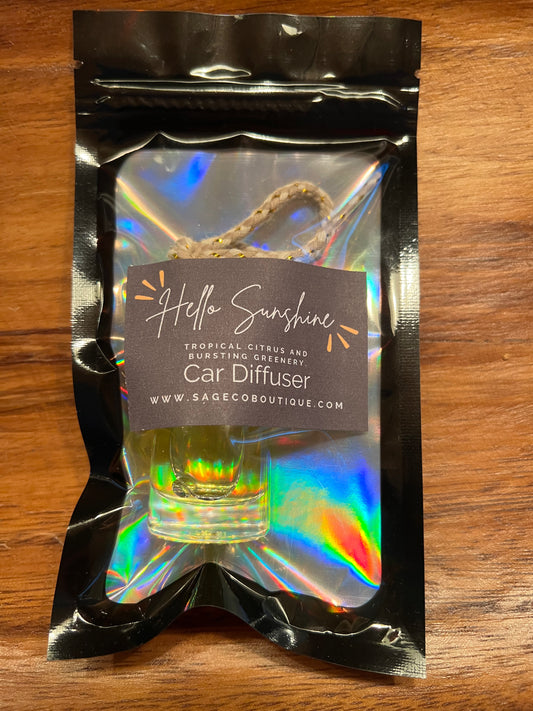 Hello Sunshine
TROPICAL CITRUS AND
BURSTING GREENERY
Car Diffuser
WWW.SAGECOBOUTIQUE.COM